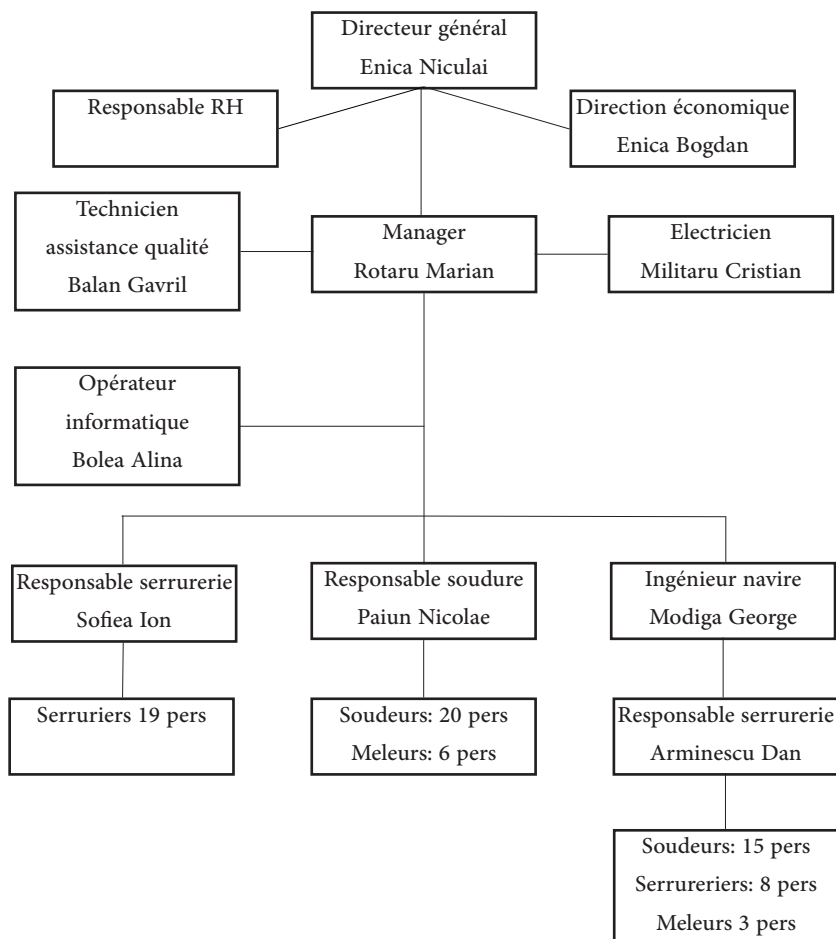 Directeur général
Enica Niculai
Responsable RH
Direction économique
Enica Bogdan
Technicien
assistance qualité
Balan Gavril
Manager
Rotaru Marian
Electricien
Militaru Cristian
Opérateur
informatique
Bolea Alina
Responsable serrurerie
Sofiea Ion
Responsable soudure
Paiun Nicolae
Ingénieur navire
Modiga George
Serruriers 19 pers
Soudeurs: 20 pers
Meleurs: 6 pers
Responsable serrurerie
Arminescu Dan
Soudeurs: 15 pers
Serrureriers: 8 pers
Meleurs 3 pers